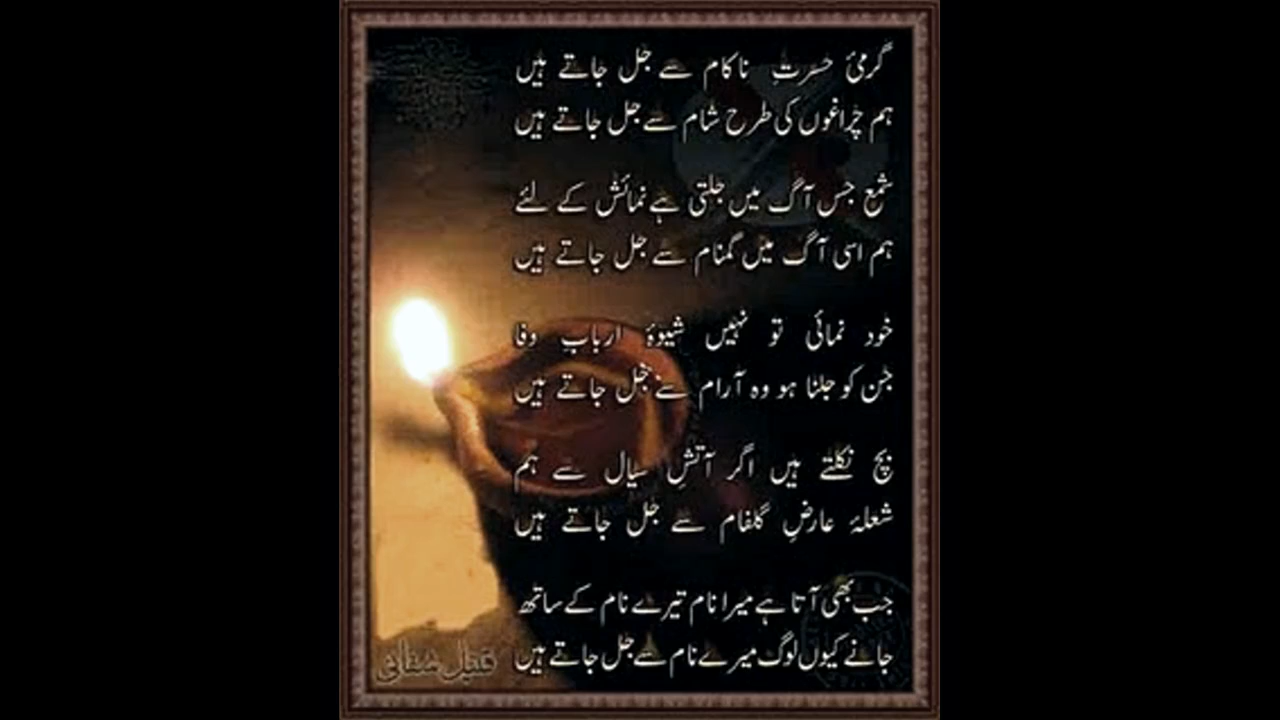 گرمیٔ حسرتِ ناکام سے جل جاتے ہیں
ہم چراغوں کی طرح شام سے جل جاتے ہیں
شمع جس آگ میں جلتی ہے نمائش کے لئے
ہم اسی آگ میں گمنام سے جل جاتے ہیں
خود نمائی تو نہیں شیوۂ اربابِ وفا
جن کو جلنا ہو وہ آرام سے جل جاتے ہیں
بچ نکلتے ہیں اگر آتشِ سیال سے ہم
شعلۂ عارضِ گلفام سے جل جاتے ہیں
جب بھی آتا ہے میرا نام تیرے نام کے ساتھ
جانے کیوں لوگ میرے نام سے جل جاتے ہیں
قتیل شفائی